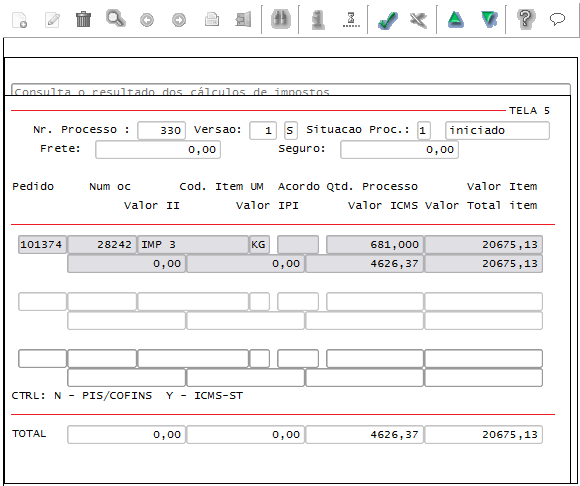 Consulta o resultado dos cálculos de impostos
TELA 5
Nr. Processo : 330 Versao: 1 S Situacao Proc.: 1 iniciado
Frete: 0,00 Seguro: 0,00
Pedido Num oc Cod. Item UM Acordo Qtd. Processo Valor Item
Valor II Valor IPI Valor ICMS Valor Total item
101374 28242 IMP 3 KG 681,000 20675,13
0,00 0,00 4626,37 20675,13
CTRL: N - PIS/COFINS Y - ICMS-ST
TOTAL 0,00 0,00 4626,37 20675,13